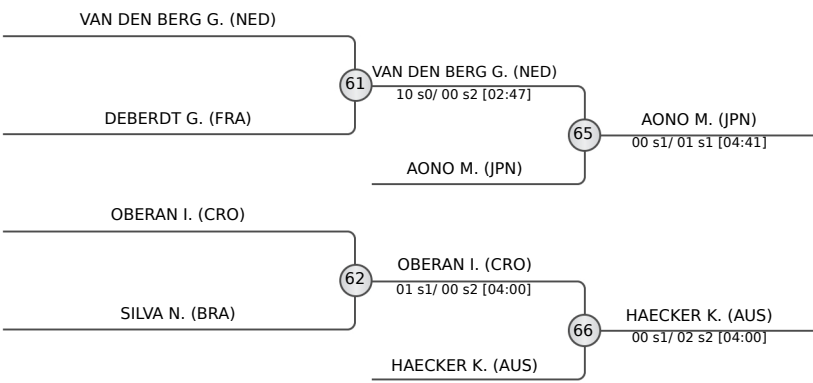 VAN DEN BERG G. (NED)
61
VAN DEN BERG G. (NED)
10 s0/ 00 s2 [02:47]
DEBERDT G. (FRA)
65
AONO M. (JPN)
00 s1/ 01 s1 [04:41]
AONO M. (JPN)
OBERAN I. (CRO)
62
OBERAN I. (CRO)
01 s1/ 00 s2 [04:00]
SILVA N. (BRA)
66
HAECKER K. (AUS)
00 s1/ 02 s2 [04:00]
HAECKER K. (AUS)